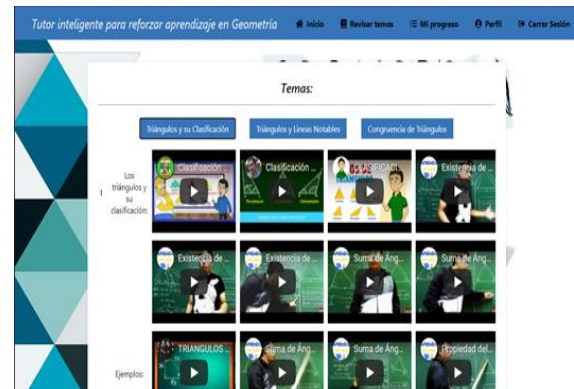 Tutor inteligente para reforzar aprendizaje en Geometría
Inicio
Revisar temas
Mi progreso
Perfil
Cerrar Sesión
Temas:
Triángulos y su Clasificación
Triángulos y Lineas Notables
Congruencia de Triángulos
Los
triángulos y
su
clasificación:
Clasificación ...
Clasificación ...
Existencia de ...
Existencia de ...
Existencia de ...
Suma de Áng...
Suma de Áng...
Ejemplos:
TRIANGULOS ...
Suma de Áng...
Suma de Áng...
Propiedad del...